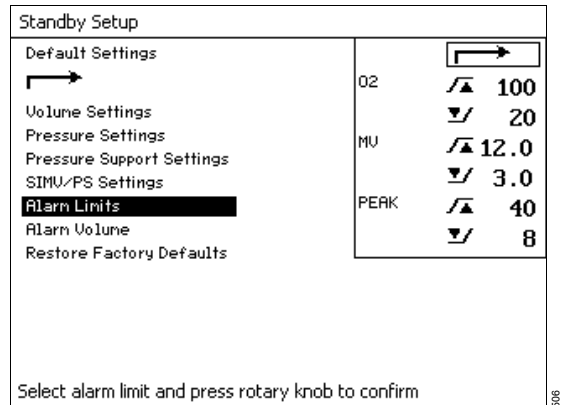 Standby Setup
Default Settings
Volume Settings
Pressure Settings
Pressure Support Settings
SIMV/PS Settings
Alarm Limits
Alarm Volume
Restore Factory Defaults
O2 100
20
MV 12.0
3.0
PEAK 40
8
Select alarm limit and press rotary knob to confirm